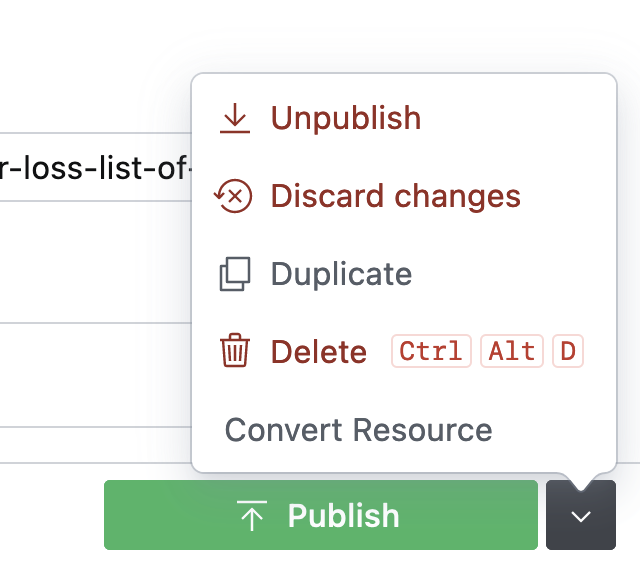 Unpublish
r-loss-list-of-
Discard changes
Duplicate
Delete Ctrl Alt D
Convert Resource
Publish